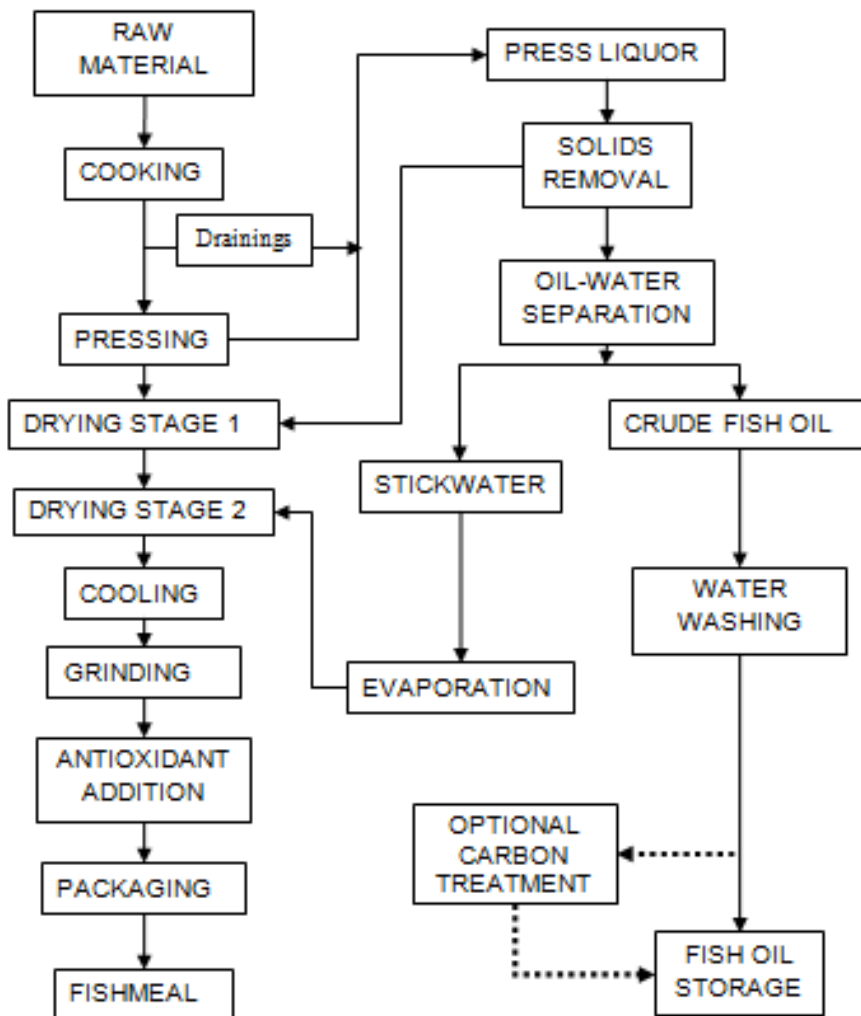 RAW
MATERIAL
COOKING
Drainings
PRESSING
DRYING STAGE 1
DRYING STAGE 2
COOLING
GRINDING
ANTIOXIDANT
ADDITION
PACKAGING
FISHMEAL
PRESS LIQUOR
SOLIDS
REMOVAL
OIL-WATER
SEPARATION
STICKWATER
EVAPORATION
CRUDE FISH OIL
WATER
WASHING
OPTIONAL
CARBON
TREATMENT
FISH OIL
STORAGE